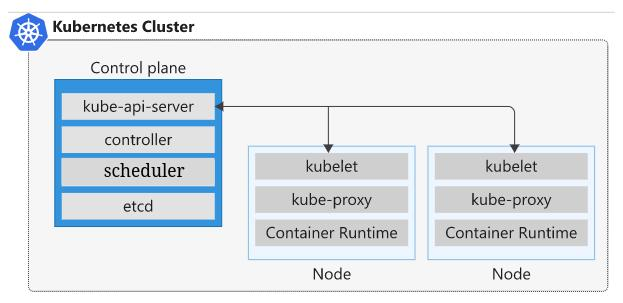 Kubernetes Cluster
Control plane
kube-api-server
controller
scheduler
etcd
kubelet
kube-proxy
Container Runtime
Node
kubelet
kube-proxy
Container Runtime
Node